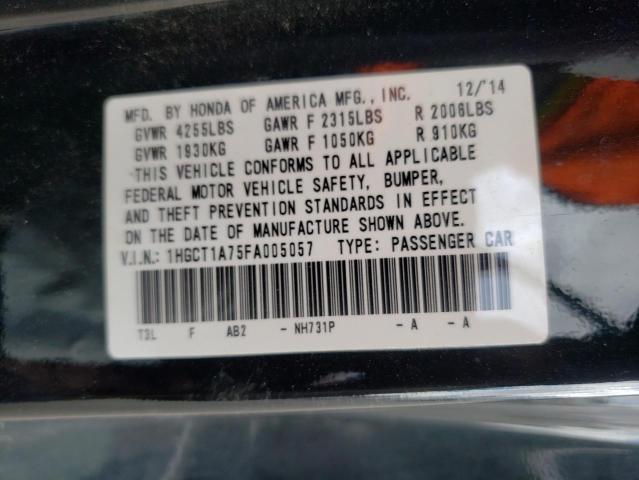 MFD. BY HONDA OF AMERICA MFG., INC. 12/'14
GVWR 4255LBS GAWR F 2315LBS R 2006LBS
GVWR 1930KG GAWR F 1050KG R 910KG
THIS VEHICLE CONFORMS TO ALL APPLICABLE
FEDERAL MOTOR VEHICLE SAFETY, BUMPER,
AND THEFT PREVENTION STANDARDS IN EFFECT
ON THE DATE OF MANUFACTURE SHOWN ABOVE.
V.I.N.: 1HGCT1A75FA005057 TYPE: PASSENGER CAR
T3L F AB2 - NH731P - A - A